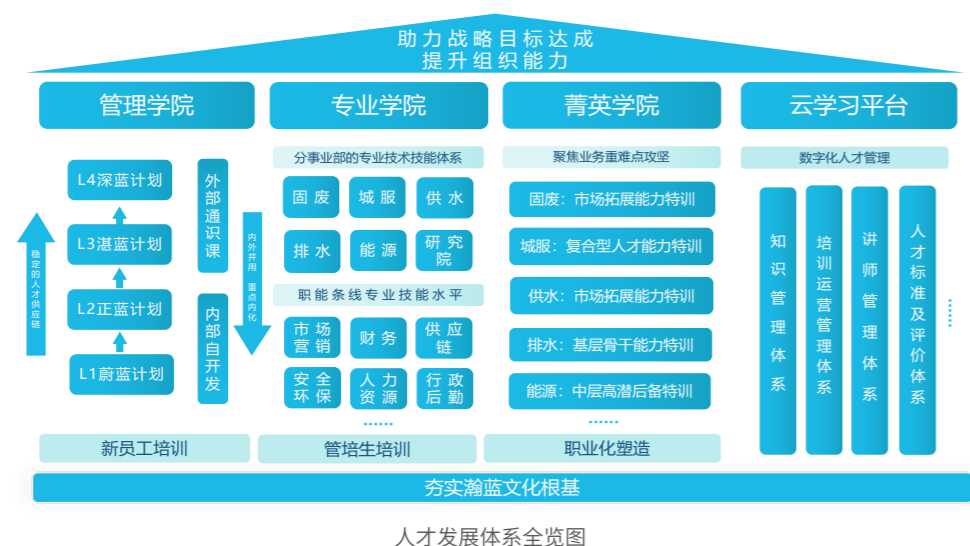 助力战略目标达成
提升组织能力
管理学院
专业学院
菁英学院
云学习平台
L4深蓝计划
L3湛蓝计划
L2正蓝计划
L1蔚蓝计划
稳定的人才供应链
外部通识课
内部自开发
内外并用 重点内化
分事业部的专业技术技能体系
固废
城服
供水
排水
能源
研究
院
职能条线专业技能水平
市场
营销
财务
供应
链
安全
环保
人力
资源
行政
后勤
……
聚焦业务重难点攻坚
固废：市场拓展能力特训
城服：复合型人才能力特训
供水：市场拓展能力特训
排水：基层骨干能力特训
能源：中层高潜后备特训
……
数字化人才管理
知识管理体系
培训运营管理体系
讲师管理体系
人才标准及评价体系
……
新员工培训
管培生培训
职业化塑造
夯实瀚蓝文化根基
人才发展体系全览图